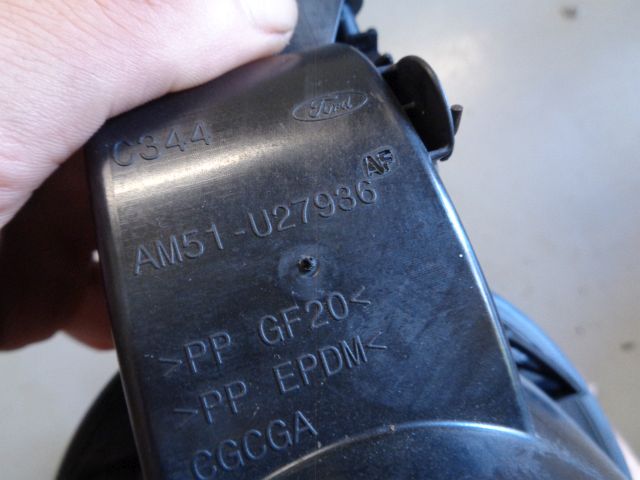 Ford
C344
AM51-U27936 AF
>PP GF20<
>PP EPDM<
CGCGA